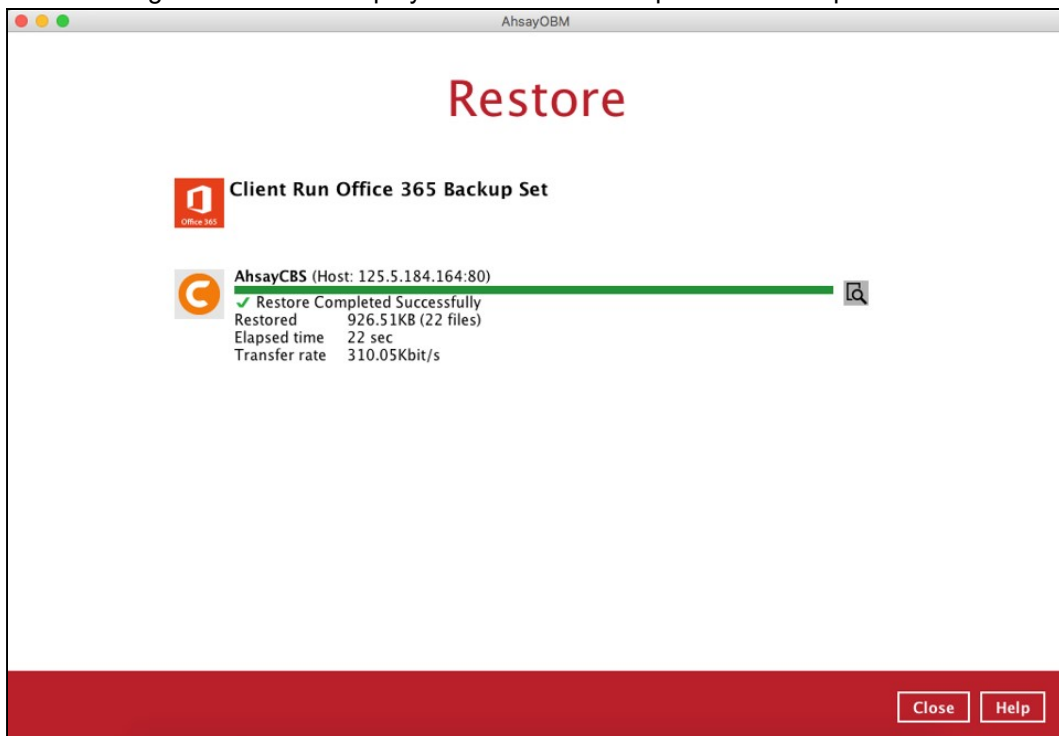 AhsayOBM
Restore
Client Run Office 365 Backup Set
Office 365
AhsayCBS (Host: 125.5.184.164:80)
✓ Restore Completed Successfully
Restored 926.51KB (22 files)
Elapsed time 22 sec
Transfer rate 310.05Kbit/s
Close Help